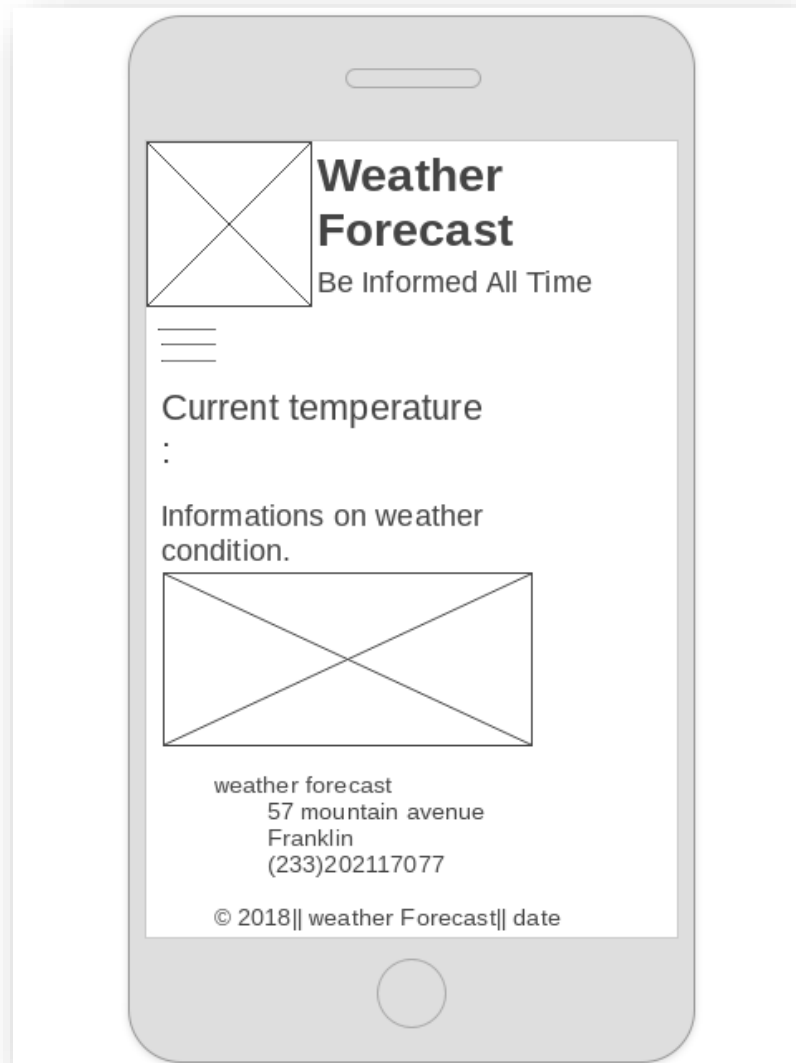 Weather
Forecast
Be Informed All Time
Current temperature
:
Informations on weather
condition.
weather forecast
57 mountain avenue
Franklin
(233)202117077
© 2018|| weather Forecast|| date